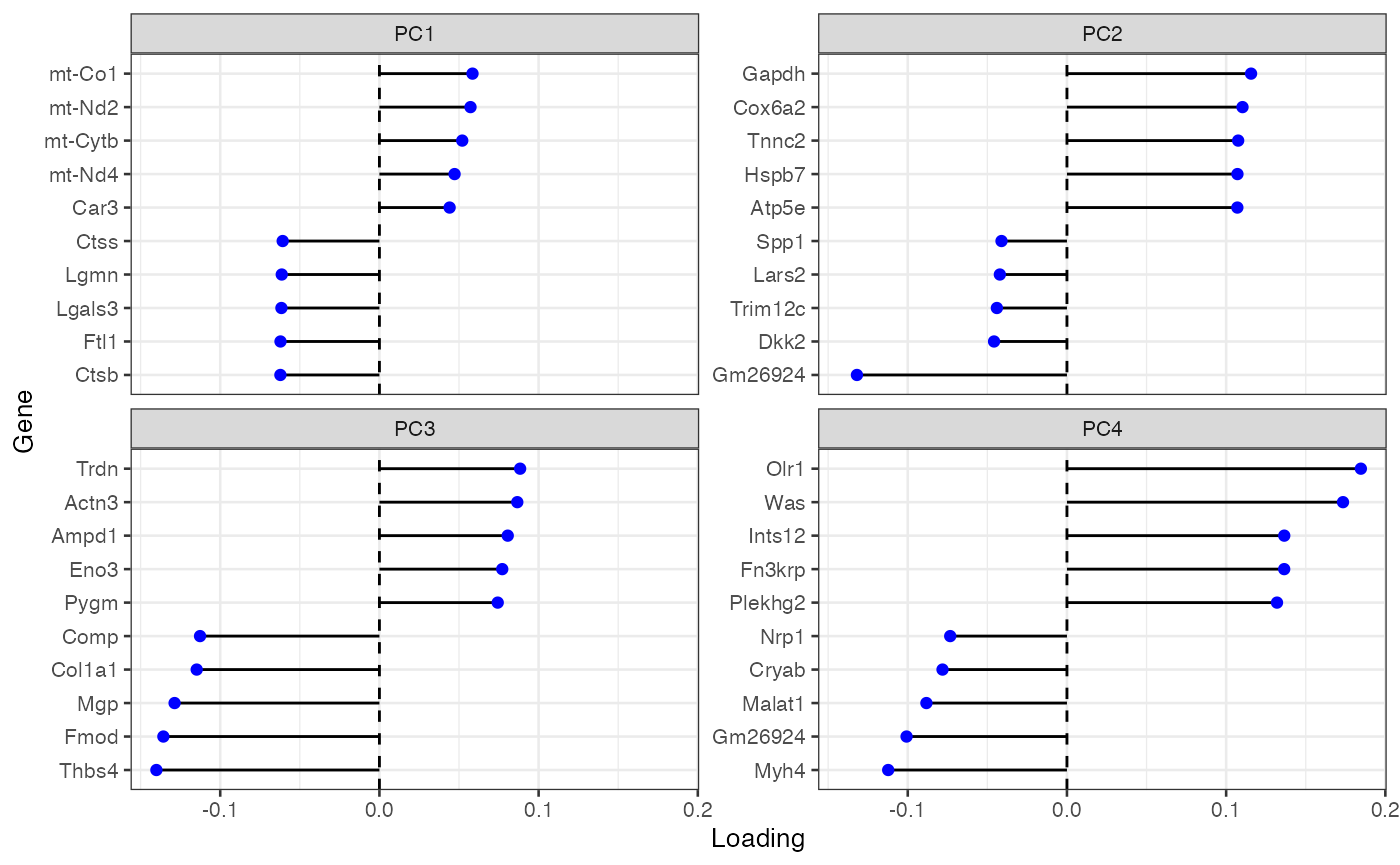 PC1
mt-Co1
mt-Nd2
mt-Cytb
mt-Nd4
Car3
Ctss
Lgmn
Lgals3
Ftl1
Ctsb
PC2
Gapdh
Cox6a2
Tnnc2
Hspb7
Atp5e
Spp1
Lars2
Trim12c
Dkk2
Gm26924
Gene
PC3
Trdn
Actn3
Ampd1
Eno3
Pygm
Comp
Col1a1
Mgp
Fmod
Thbs4
-0.1 0.0 0.1 0.2
PC4
Olr1
Was
Ints12
Fn3krp
Plekhg2
Nrp1
Cryab
Malat1
Gm26924
Myh4
-0.1 0.0 0.1 0.2
Loading